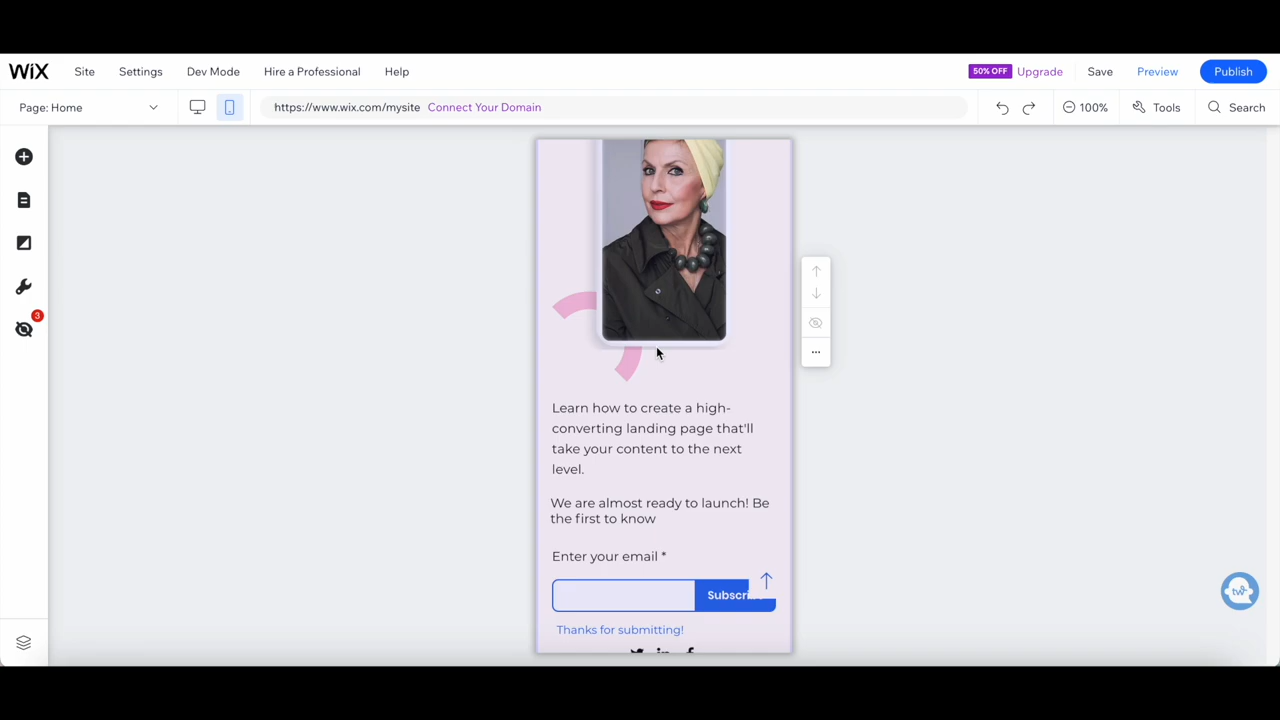 WiX Site Settings Dev Mode Hire a Professional Help 50% OFF Upgrade Save Preview Publish
Page: Home https://www.wix.com/mysite Connect Your Domain 100% Tools Search
3
Learn how to create a high-
converting landing page that'll
take your content to the next
level.
We are almost ready to launch! Be
the first to know
Enter your email *
Thanks for submitting!
tw